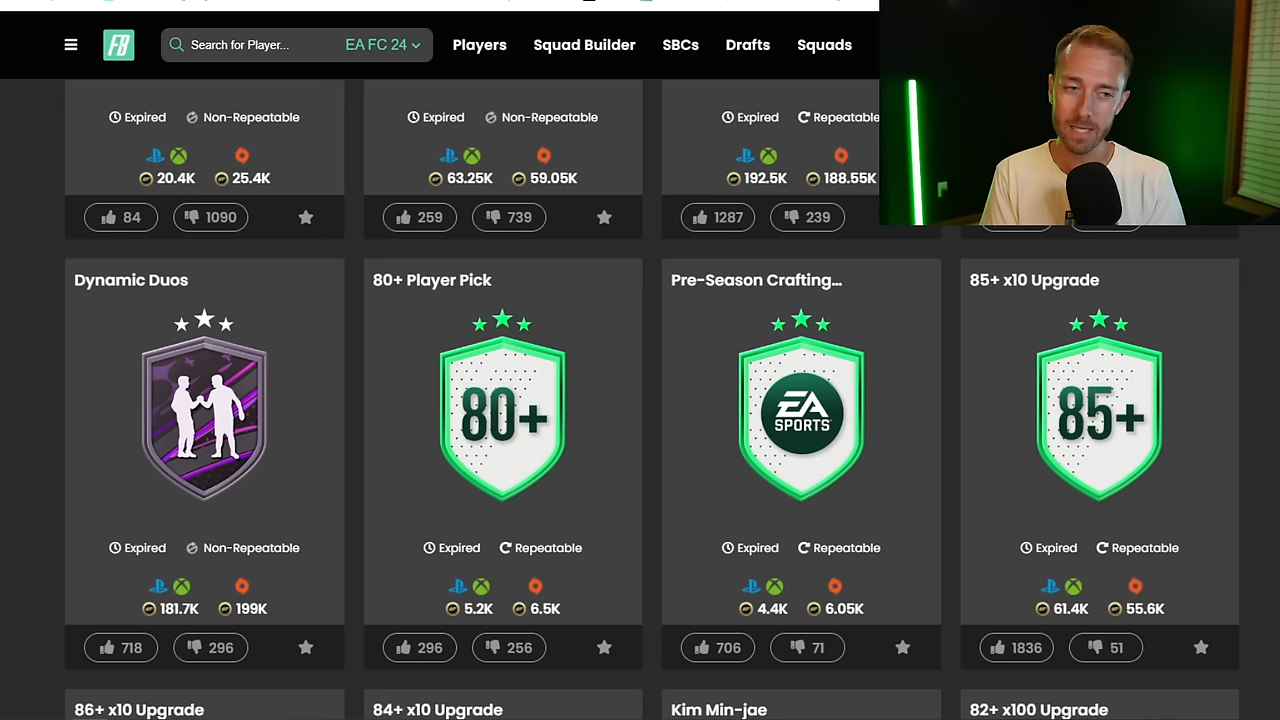 FB
Search for Player...
EA FC 24
Players
Squad Builder
SBCs
Drafts
Squads
Expired Non-Repeatable
20.4K 25.4K
84 1090
Expired Non-Repeatable
63.25K 59.05K
259 739
Expired Repeatable
192.5K 188.55K
1287 239
Dynamic Duos
Expired Non-Repeatable
181.7K 199K
718 296
80+ Player Pick
80+
Expired Repeatable
5.2K 6.5K
296 256
Pre-Season Crafting...
EA
SPORTS
Expired Repeatable
4.4K 6.05K
706 71
85+ x10 Upgrade
85+
Expired Repeatable
61.4K 55.6K
1836 51
86+ x10 Upgrade
84+ x10 Upgrade
Kim Min-jae
82+ x100 Upgrade